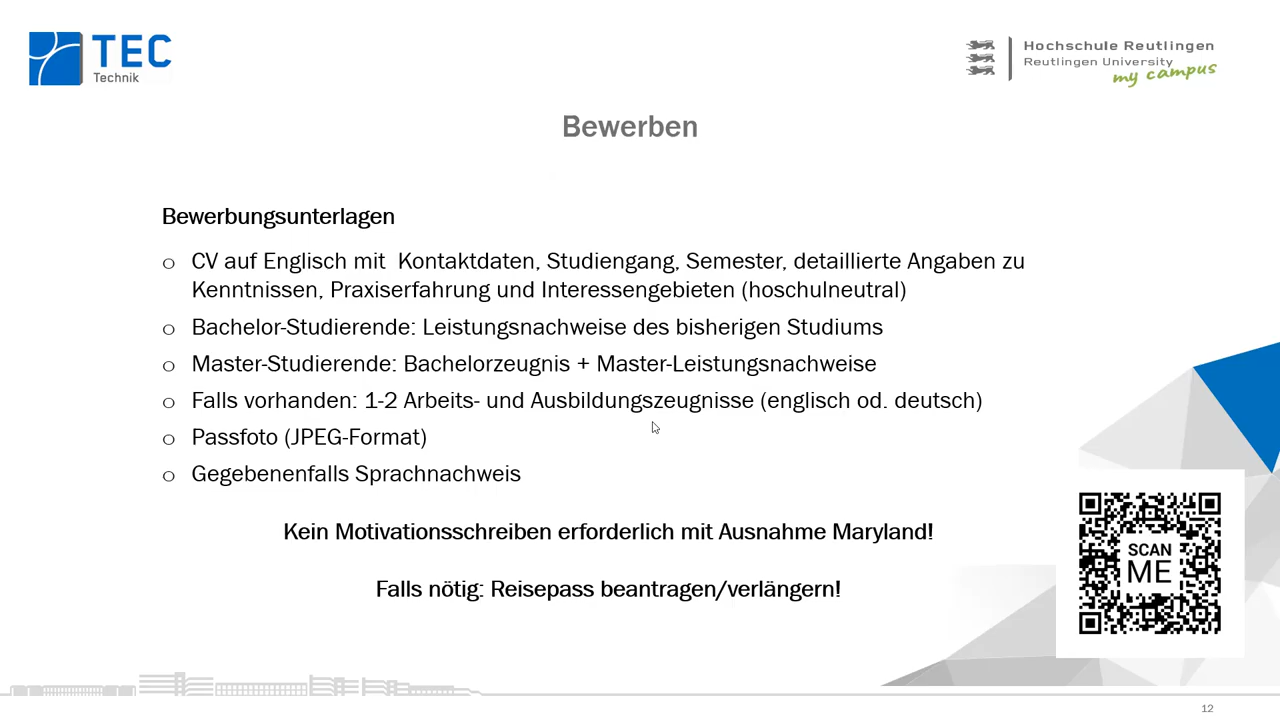 TEC
Technik
Hochschule Reutlingen
Reutlingen University
my campus
Bewerben
Bewerbungsunterlagen
o CV auf Englisch mit Kontaktdaten, Studiengang, Semester, detaillierte Angaben zu
Kenntnissen, Praxiserfahrung und Interessengebieten (hoschulneutral)
o Bachelor-Studierende: Leistungsnachweise des bisherigen Studiums
o Master-Studierende: Bachelorzeugnis + Master-Leistungsnachweise
o Falls vorhanden: 1-2 Arbeits- und Ausbildungszeugnisse (englisch od. deutsch)
o Passfoto (JPEG-Format)
o Gegebenenfalls Sprachnachweis
Kein Motivationsschreiben erforderlich mit Ausnahme Maryland!
Falls nötig: Reisepass beantragen/verlängern!
SCAN
ME
12